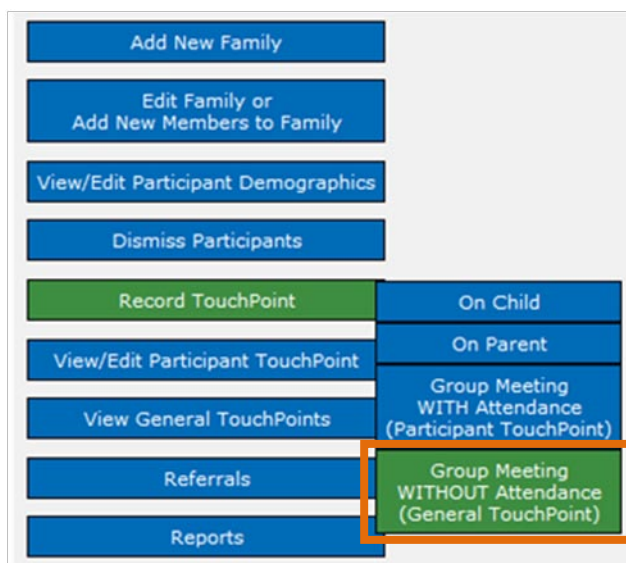 Add New Family
Edit Family or
Add New Members to Family
View/Edit Participant Demographics
Dismiss Participants
Record TouchPoint
View/Edit Participant TouchPoint
View General TouchPoints
Referrals
Reports
On Child
On Parent
Group Meeting
WITH Attendance
(Participant TouchPoint)
Group Meeting
WITHOUT Attendance
(General TouchPoint)